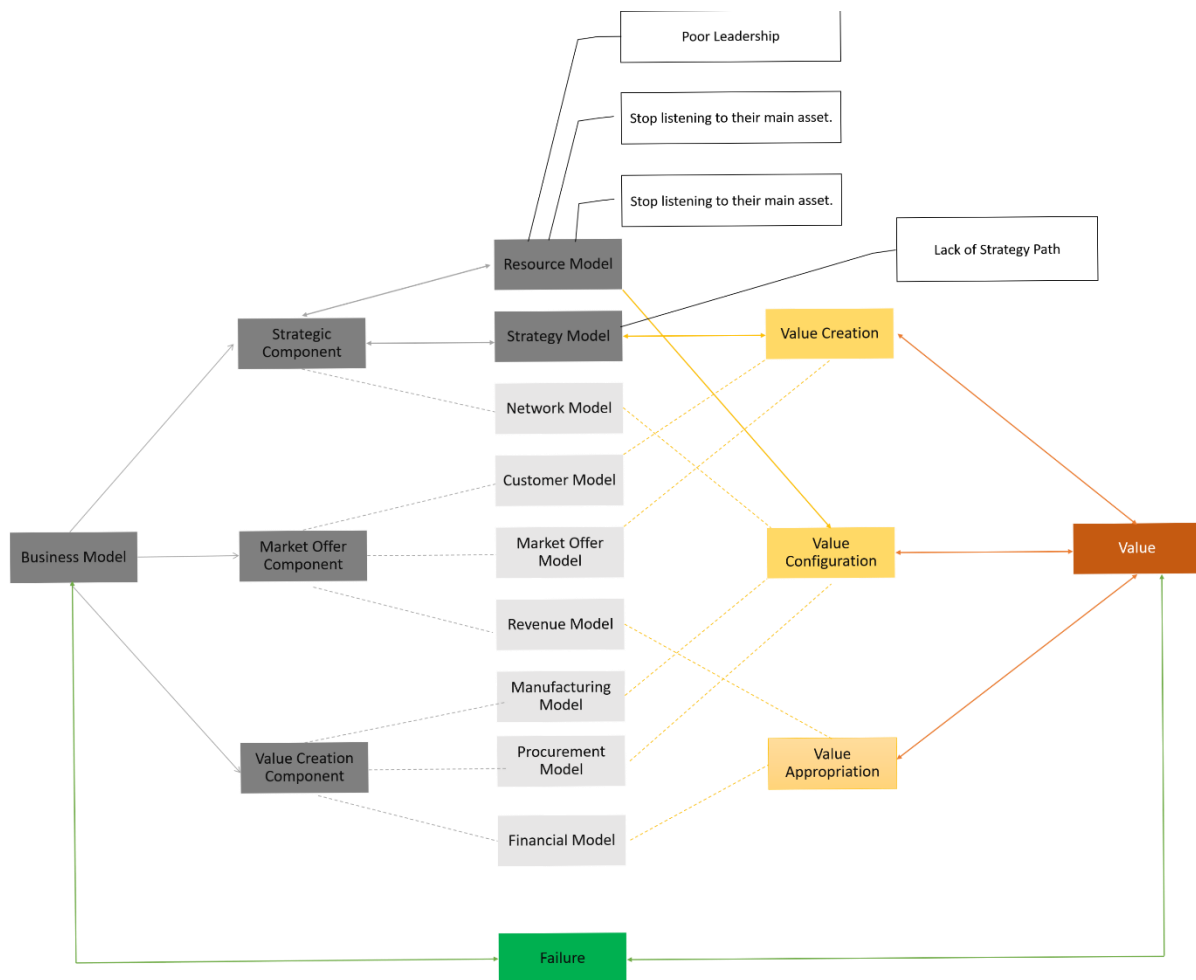 Poor Leadership
Stop listening to their main asset.
Stop listening to their main asset.
Lack of Strategy Path
Resource Model
Strategic
Component
Strategy Model
Value Creation
Network Model
Customer Model
Business Model
Market Offer
Component
Market Offer
Model
Value
Configuration
Value
Revenue Model
Manufacturing
Model
Value Creation
Component
Procurement
Model
Value
Appropriation
Financial Model
Failure